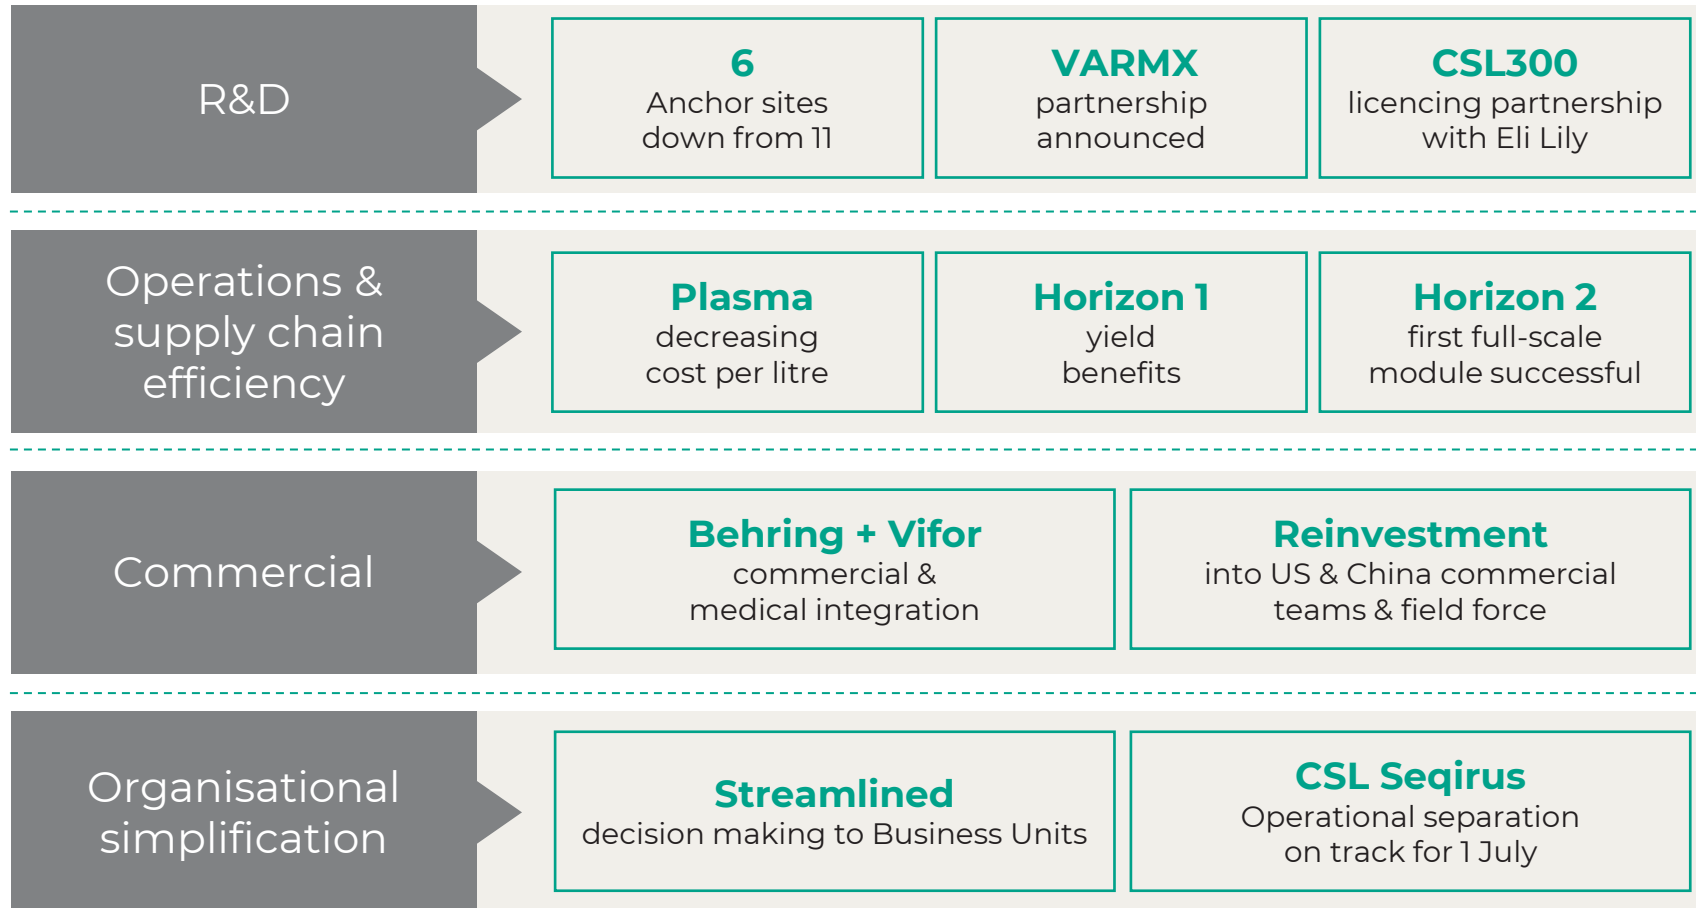 R&D
6
Anchor sites
down from 11
VARMX
partnership
announced
CSL300
licencing partnership
with Eli Lily
Operations &
supply chain
efficiency
Plasma
decreasing
cost per litre
Horizon 1
yield
benefits
Horizon 2
first full-scale
module successful
Commercial
Behring + Vifor
commercial &
medical integration
Reinvestment
into US & China commercial
teams & field force
Organisational
simplification
Streamlined
decision making to Business Units
CSL Seqirus
Operational separation
on track for 1 July